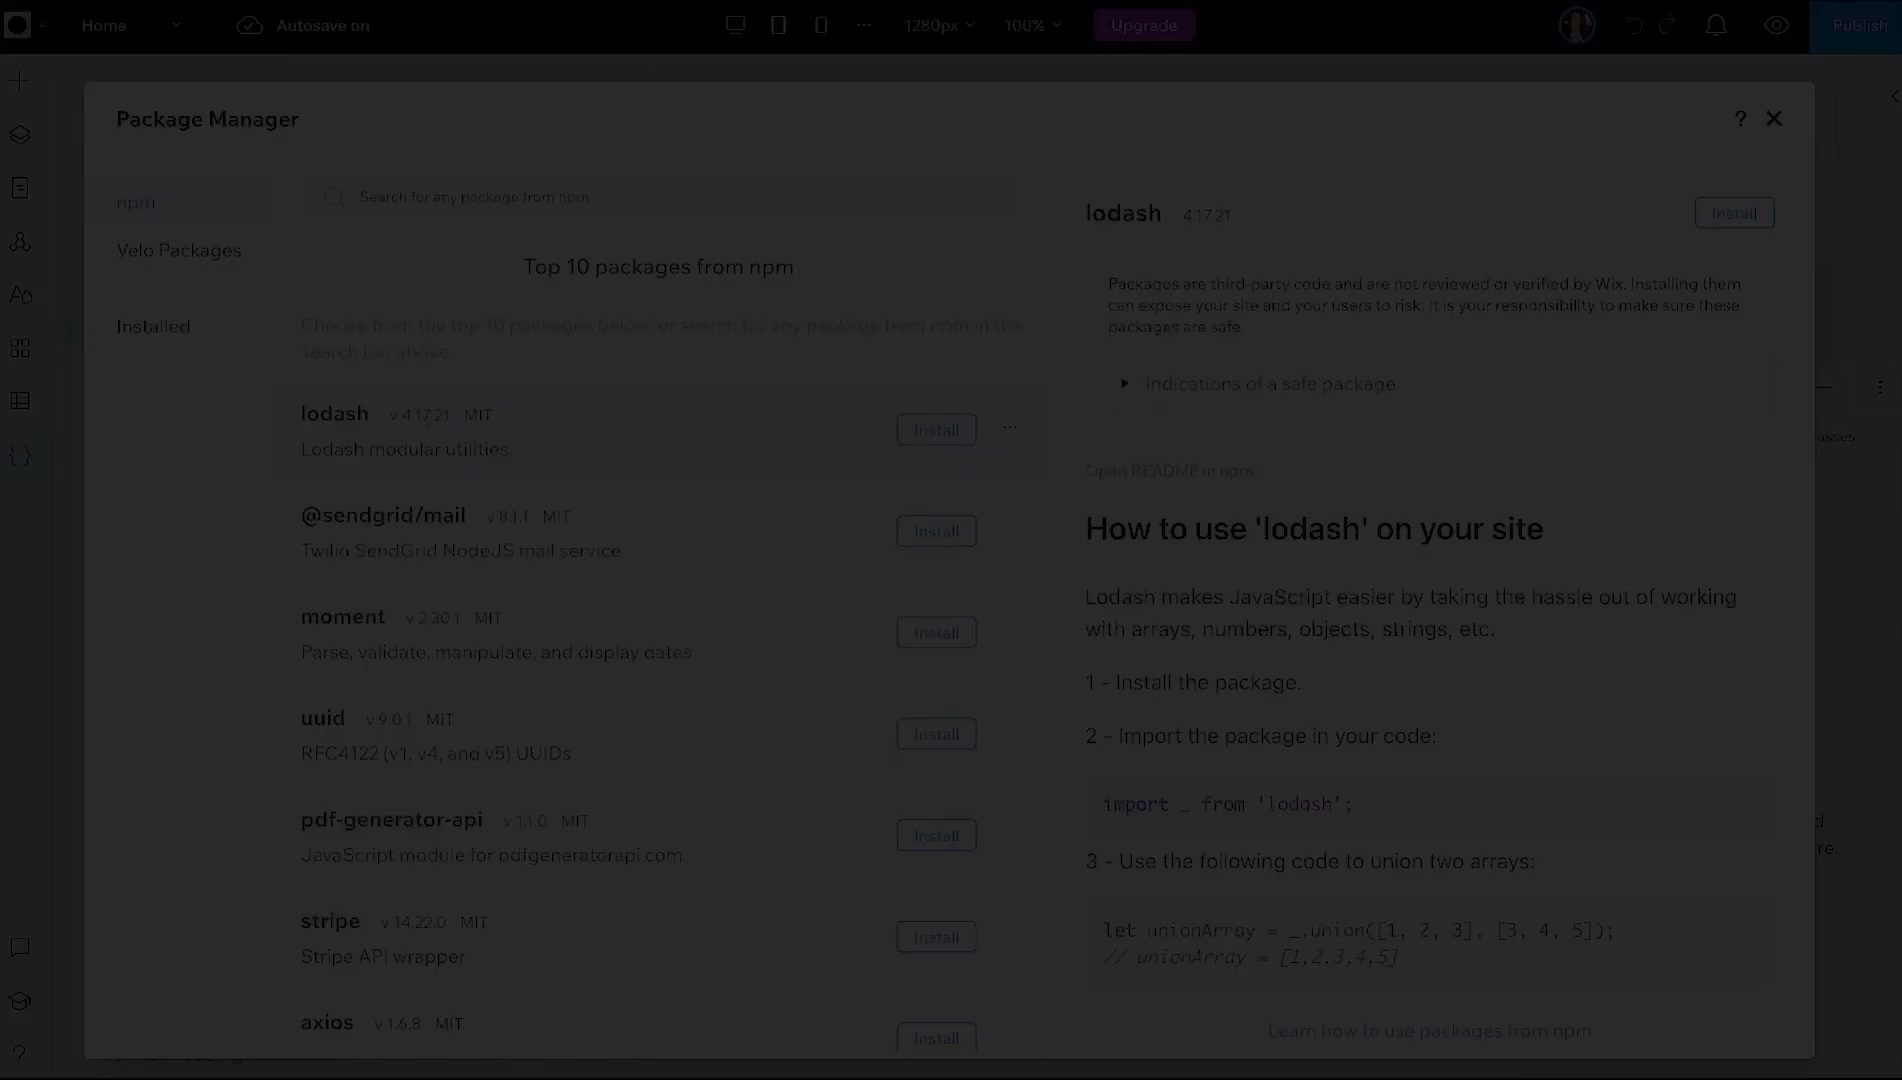 Home
Autosave on
1280px
100%
Upgrade
Publish
Package Manager
?
npm
Velo Packages
Installed
Search for any package from npm
Top 10 packages from npm
Choose from the top 10 packages below, or search for any package from npm in the
search bar above
lodash v 4.17.21 MIT
Lodash modular utilities.
Install
@sendgrid/mail v 8.1.1 MIT
Twilio SendGrid NodeJS mail service
Install
moment v 2.30.1 MIT
Parse, validate, manipulate, and display dates
Install
uuid v 9.0.1 MIT
RFC4122 (v1, v4, and v5) UUIDs
Install
pdf-generator-api v 1.1.0 MIT
JavaScript module for pdfgeneratorapi.com
Install
stripe v 14.22.0 MIT
Stripe API wrapper
Install
axios v 1.6.8 MIT
Install
lodash 4.17.21
Install
Packages are third-party code and are not reviewed or verified by Wix. Installing them
can expose your site and your users to risk. It is your responsibility to make sure these
packages are safe.
Indications of a safe package
Open README in npm
How to use 'lodash' on your site
Lodash makes JavaScript easier by taking the hassle out of working
with arrays, numbers, objects, strings, etc.
1 - Install the package.
2 - Import the package in your code:
import _ from 'lodash';
3 - Use the following code to union two arrays:
let unionArray = _.union([1, 2, 3], [3, 4, 5]);
// unionArray = [1,2,3,4,5]
Learn how to use packages from npm